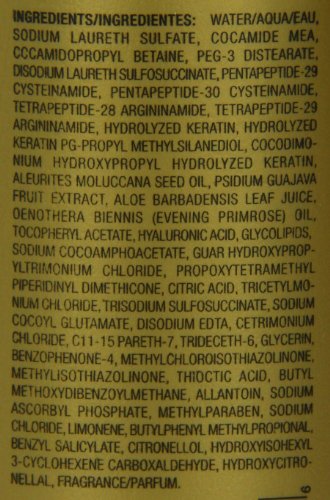 INGREDIENTS/INGREDIENTES: WATER/AQUA/EAU,
SODIUM LAURETH SULFATE, COCAMIDE MEA,
CCCAMIDOPROPYL BETAINE, PEG-3 DISTEARATE,
DISODIUM LAURETH SULFOSUCCINATE, PENTAPEPTIDE-29
CYSTEINAMIDE, PENTAPEPTIDE-30 CYSTEINAMIDE,
TETRAPEPTIDE-28 ARGININAMIDE, TETRAPEPTIDE-29
ARGININAMIDE, HYDROLYZED KERATIN, HYDROLYZED
KERATIN PG-PROPYL METHYLSILANEDIOL, COCODIMO-
NIUM HYDROXYPROPYL HYDROLYZED KERATIN,
ALEURITES MOLUCCANA SEED OIL, PSIDIUM GUAJAVA
FRUIT EXTRACT, ALOE BARBADENSIS LEAF JUICE,
OENOTHERA BIENNIS (EVENING PRIMROSE) OIL,
TOCOPHERYL ACETATE, HYALURONIC ACID, GLYCOLIPIDS,
SODIUM COCOAMPHOACETATE, GUAR HYDROXYPROP-
YLTRIMONIUM CHLORIDE, PROPOXYTETRAMETHYL
PIPERIDINYL DIMETHICONE, CITRIC ACID, TRICETYLMO-
NIUM CHLORIDE, TRISODIUM SULFOSUCCINATE, SODIUM
COCOYL GLUTAMATE, DISODIUM EDTA, CETRIMONIUM
CHLORIDE, C11-15 PARETH-7, TRIDECETH-6, GLYCERIN,
BENZOPHENONE-4, METHYLCHLOROISOTHIAZOLINONE,
METHYLISOTHIAZOLINONE, THIOCTIC ACID, BUTYL
METHOXYDIBENZOYLMETHANE, ALLANTOIN, SODIUM
ASCORBYL PHOSPHATE, METHYLPARABEN, SODIUM
CHLORIDE, LIMONENE, BUTYLPHENYL METHYLPROPIONAL,
BENZYL SALICYLATE, CITRONELLOL, HYDROXYISOHEXYL
3-CYCLOHEXENE CARBOXALDEHYDE, HYDROXYCITRO-
NELLAL, FRAGRANCE/PARFUM.